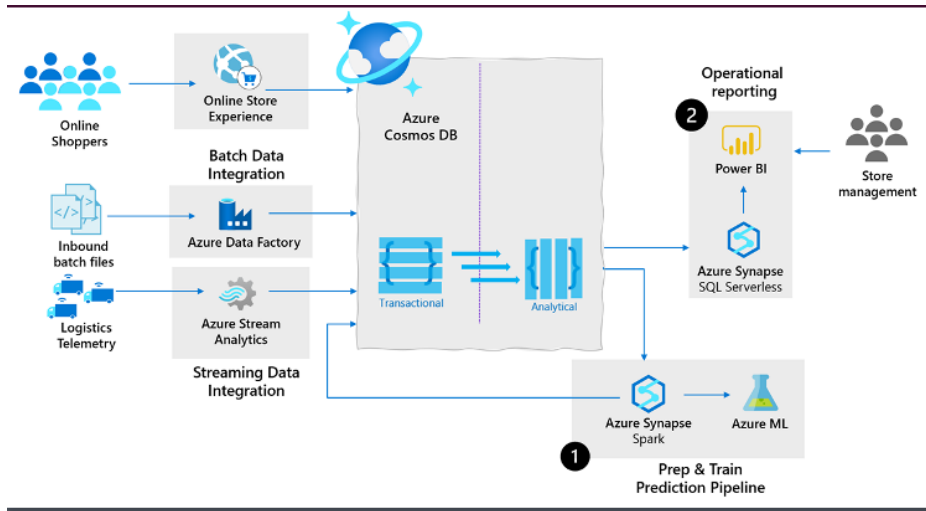 Online
Shoppers
Online Store
Experience
Azure
Cosmos DB
Operational
reporting
2
Power BI
Store
management
Batch Data
Integration
Inbound
batch files
Azure Data Factory
Azure Synapse
SQL Serverless
Transactional
Analytical
Logistics
Telemetry
Azure Stream
Analytics
Streaming Data
Integration
Azure Synapse
Spark
Azure ML
1
Prep & Train
Prediction Pipeline